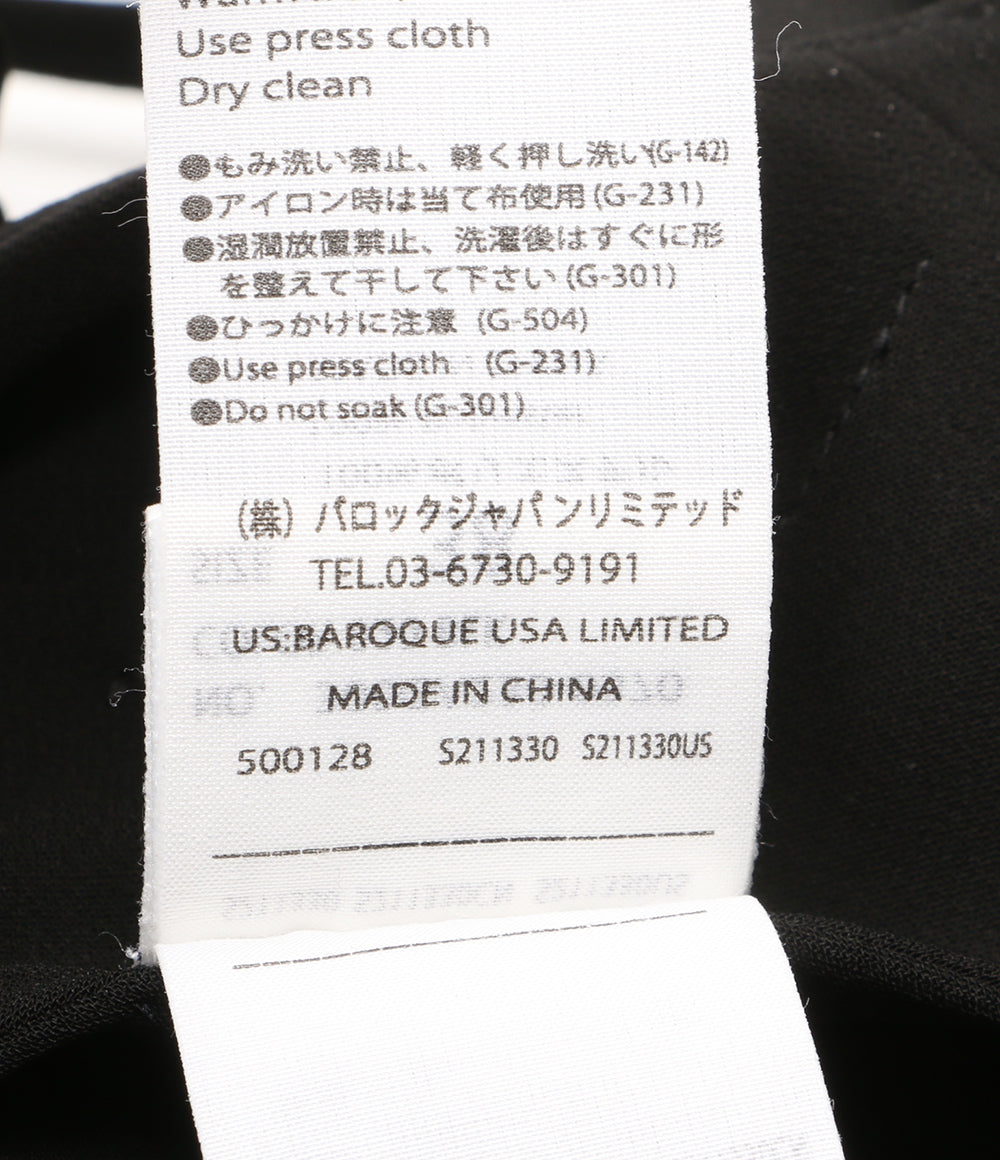 Use press cloth
Dry clean
●もみ洗い禁止、軽く押し洗い(G-142)
●アイロン時は当て布使用(G-231)
●湿潤放置禁止、洗濯後はすぐに形
を整えて干して下さい(G-301)
●ひっかけに注意 (G-504)
●Use press cloth (G-231)
●Do not soak (G-301)
(株) バロックジャパンリミテッド
TEL.03-6730-9191
US:BAROQUE USA LIMITED
MADE IN CHINA
500128 S211330 S211330US